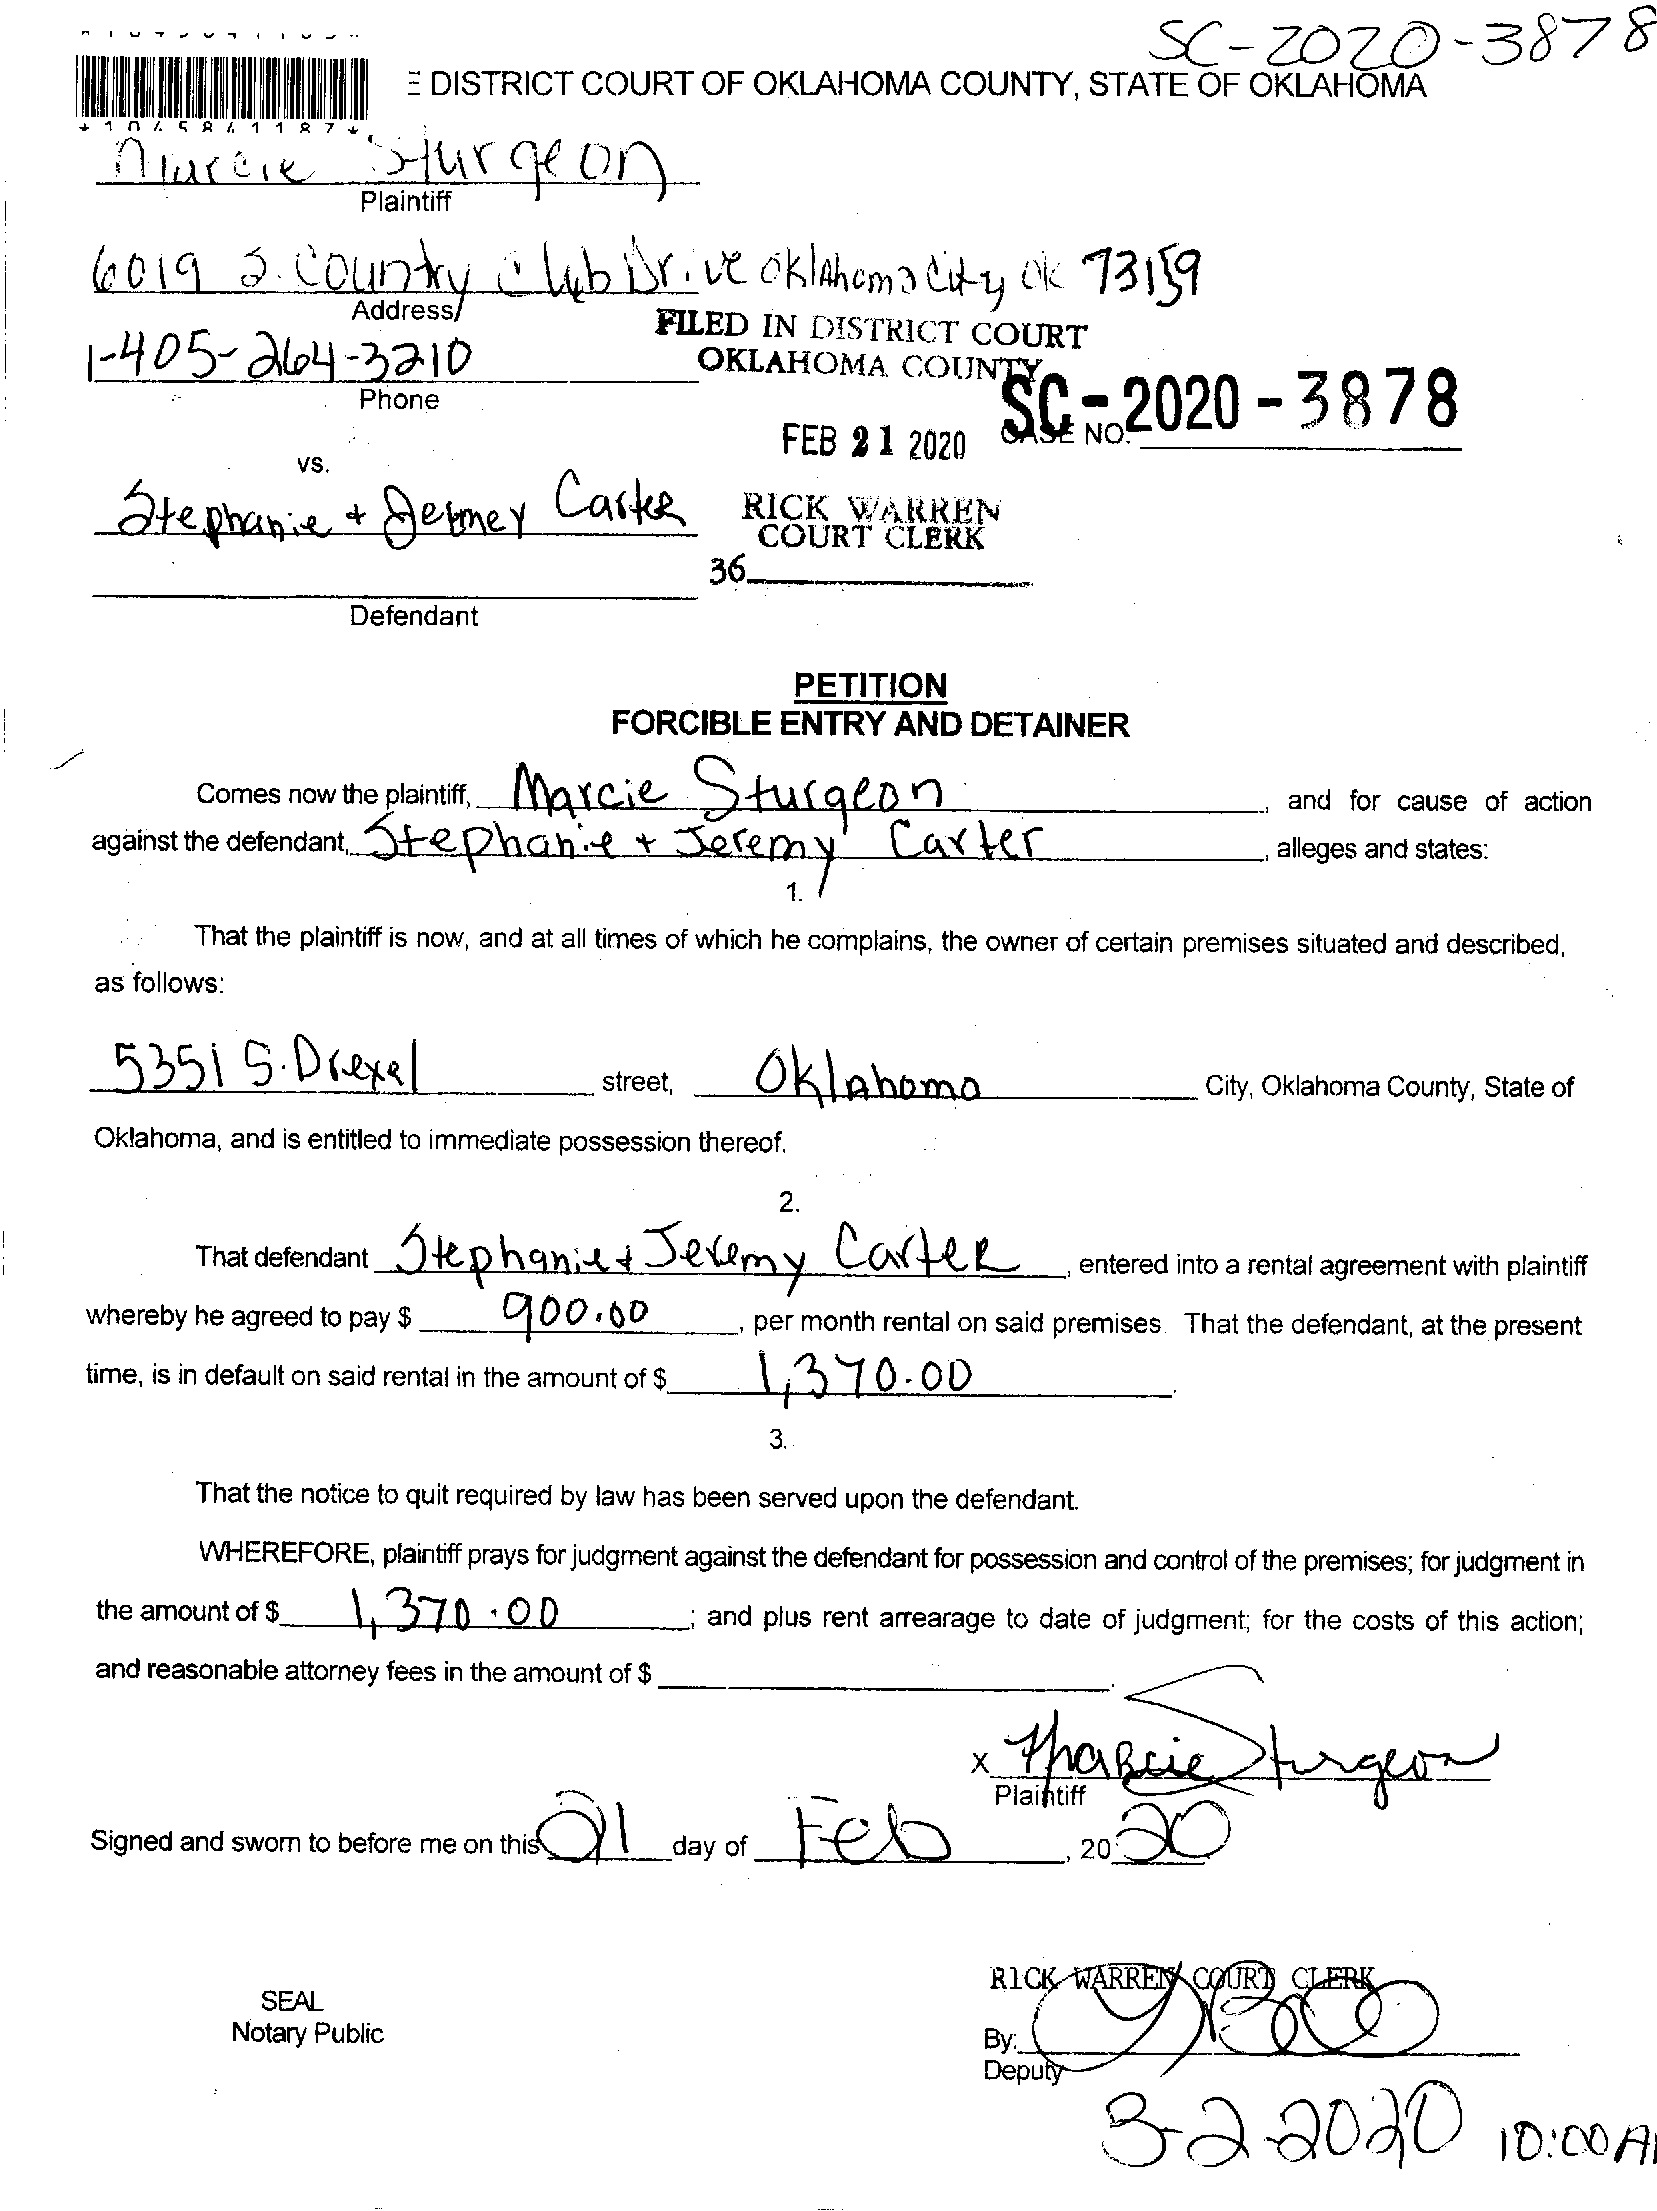 SC-2020-3878
DISTRICT COURT OF OKLAHOMA COUNTY, STATE OF OKLAHOMA
*1045841187*
Marcie Sturgeon
Plaintiff
6019 S. Country Club Drive Oklahoma City OK 73159
Address
FILED IN DISTRICT COURT
1-405-264-3210
OKLAHOMA COUNTY
Phone
SC-2020-3878
CASE NO.
FEB 21 2020
vs.
Stephanie + Jeremy Carter
RICK WARREN
COURT CLERK
36
Defendant
PETITION
FORCIBLE ENTRY AND DETAINER
Comes now the plaintiff, Marcie Sturgeon, and for cause of action
against the defendant, Stephanie + Jeremy Carter, alleges and states:
1.
That the plaintiff is now, and at all times of which he complains, the owner of certain premises situated and described,
as follows:
5351 S. Drexel street, Oklahoma City, Oklahoma County, State of
Oklahoma, and is entitled to immediate possession thereof.
2.
That defendant Stephanie + Jeremy Carter, entered into a rental agreement with plaintiff
whereby he agreed to pay $ 900.00, per month rental on said premises. That the defendant, at the present
time, is in default on said rental in the amount of $ 1,370.00.
3.
That the notice to quit required by law has been served upon the defendant.
WHEREFORE, plaintiff prays for judgment against the defendant for possession and control of the premises; for judgment in
the amount of $ 1,370.00; and plus rent arrearage to date of judgment; for the costs of this action;
and reasonable attorney fees in the amount of $
x Marcie Sturgeon
Plaintiff
Signed and sworn to before me on this 21 day of Feb, 20 20
RICK WARREN COURT CLERK
SEAL
Notary Public
By:
Deputy
3-2-2020 10:00 A